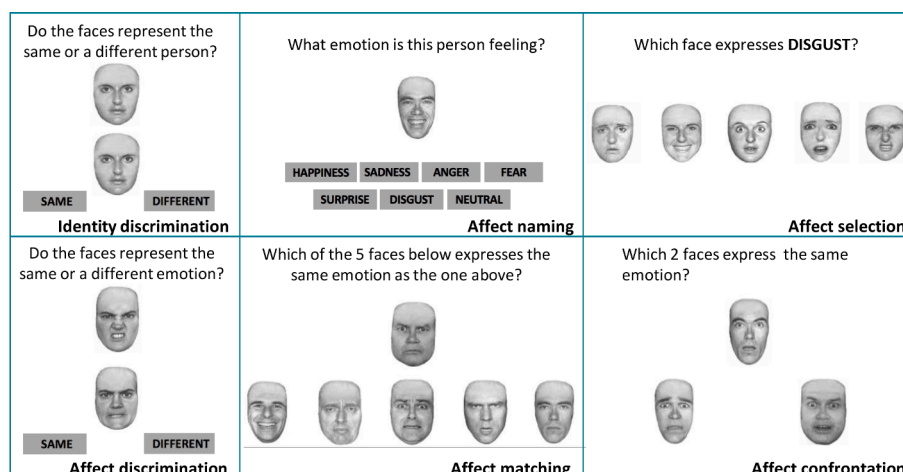 Do the faces represent the
same or a different person?
SAME
DIFFERENT
Identity discrimination
What emotion is this person feeling?
HAPPINESS
SADNESS
ANGER
FEAR
SURPRISE
DISGUST
NEUTRAL
Affect naming
Which face expresses DISGUST?
Affect selection
Do the faces represent the
same or a different emotion?
SAME
DIFFERENT
Affect discrimination
Which of the 5 faces below expresses the
same emotion as the one above?
Affect matching
Which 2 faces express the same
emotion?
Affect confrontation